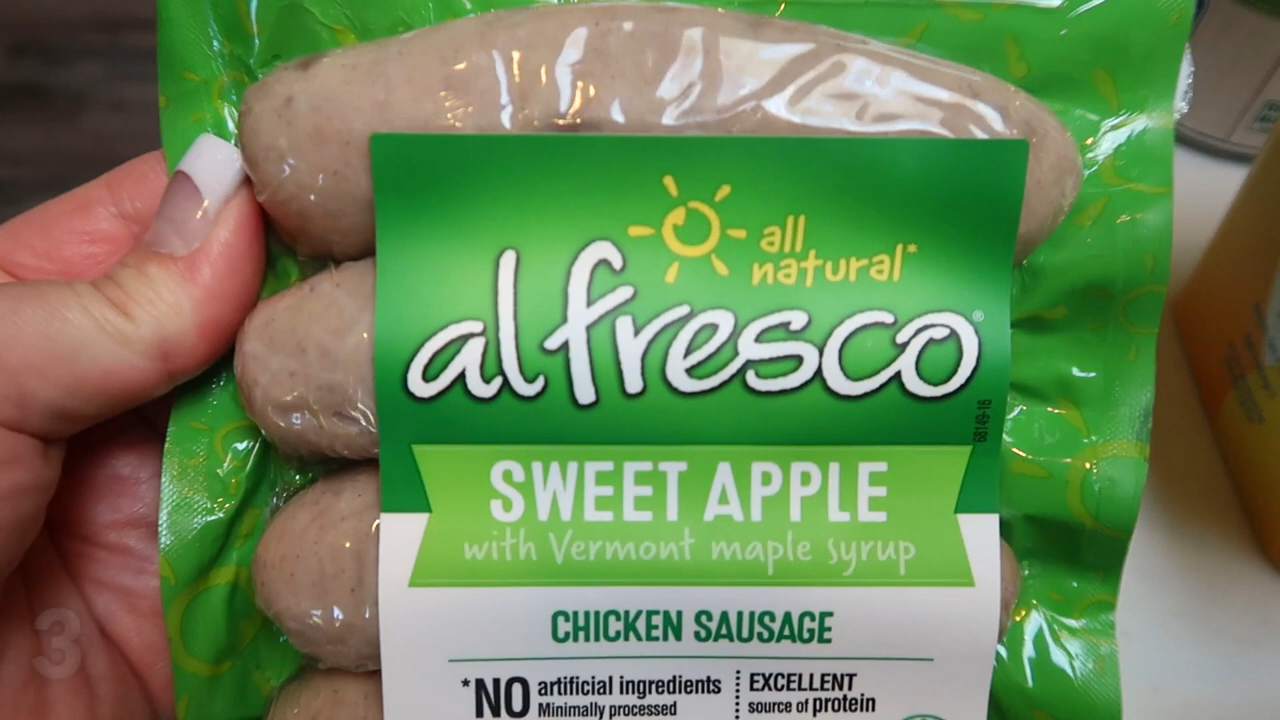 all
natural*
al fresco®
68149-16
SWEET APPLE
with Vermont maple syrup
CHICKEN SAUSAGE
*NO artificial ingredients
Minimally processed
EXCELLENT
source of protein
3